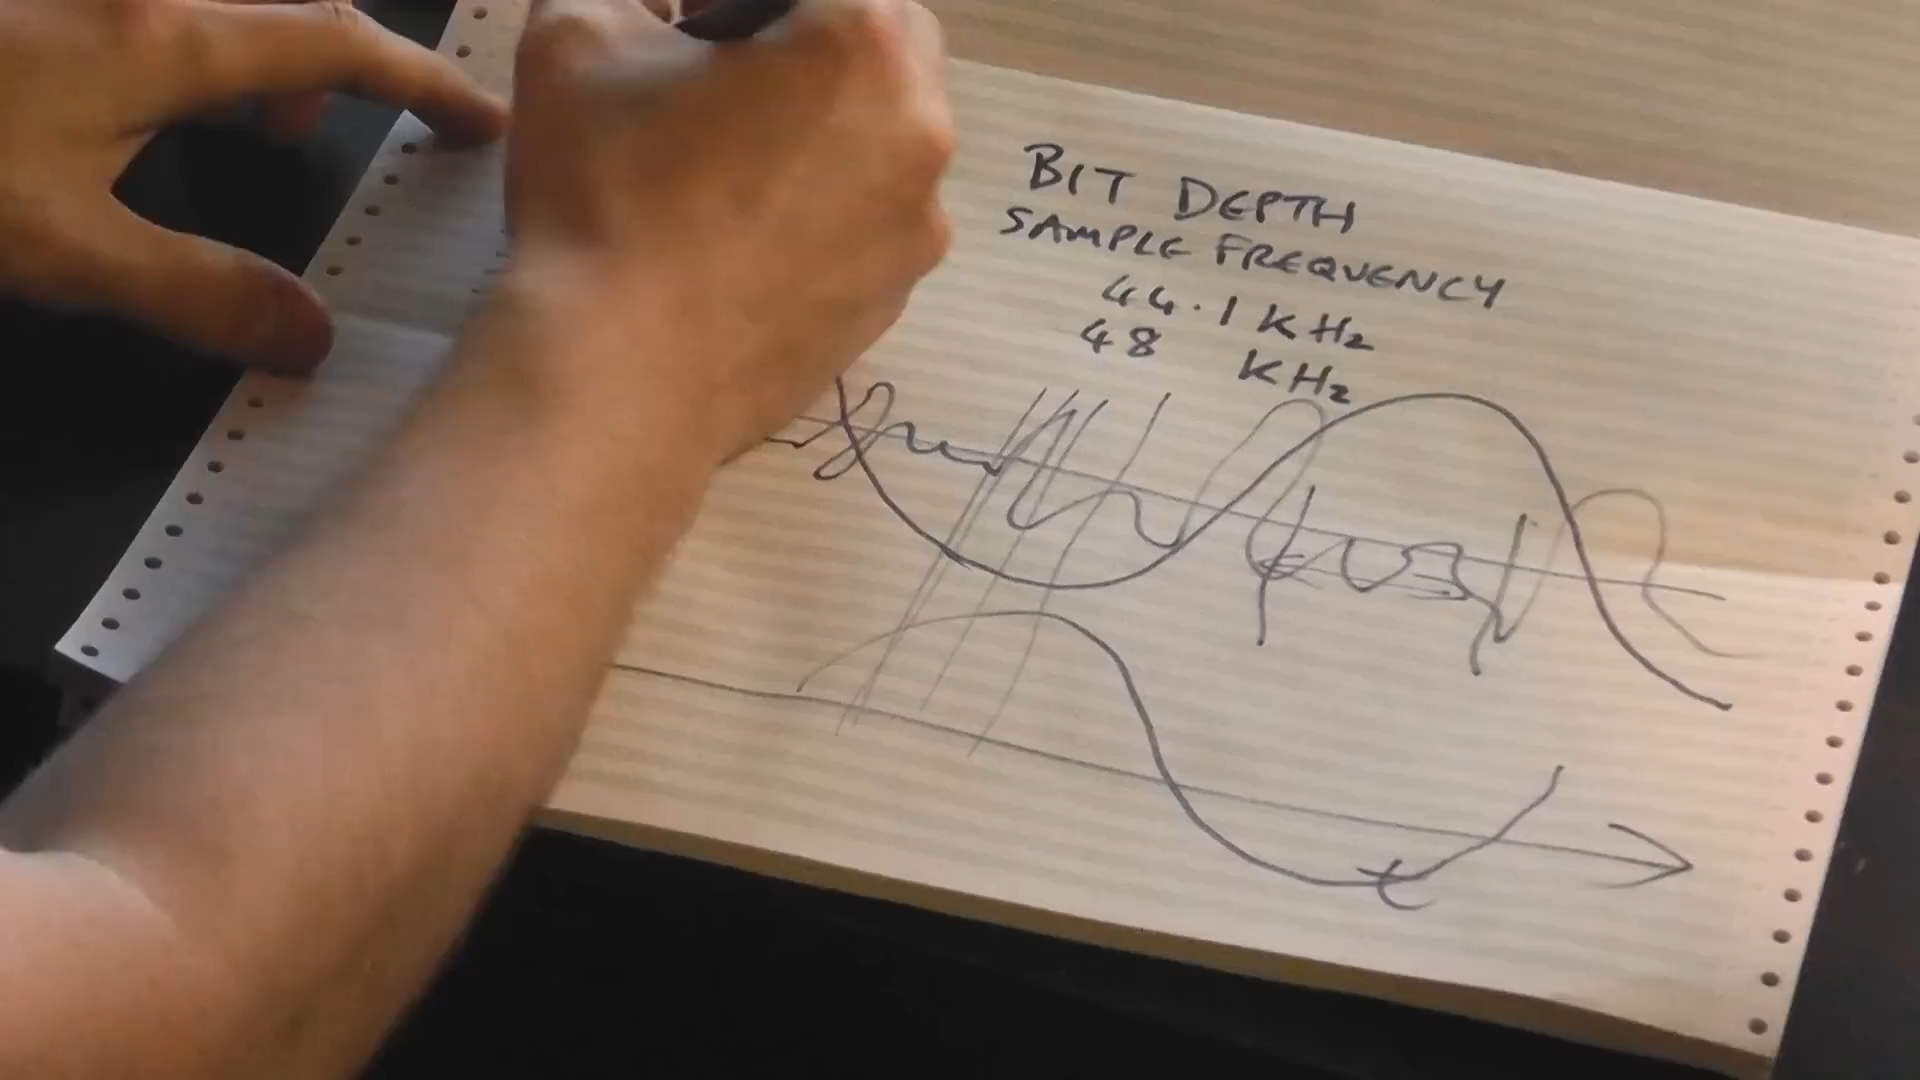 BIT DEPTH
SAMPLE FREQUENCY
44.1 KHz
48 KHz
t